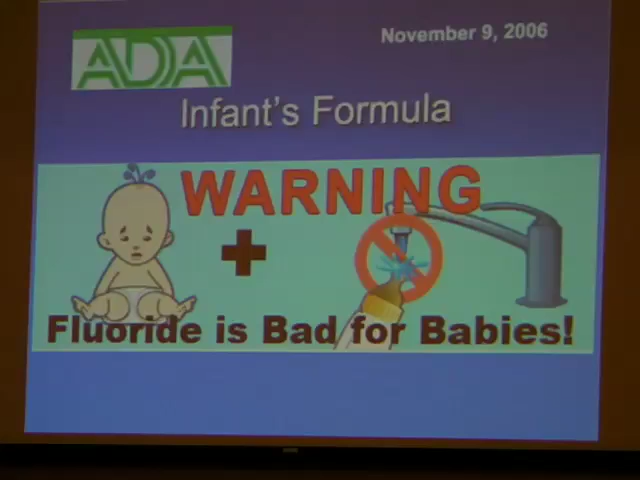 ADA
November 9, 2006
Infant's Formula
WARNING
Fluoride is Bad for Babies!